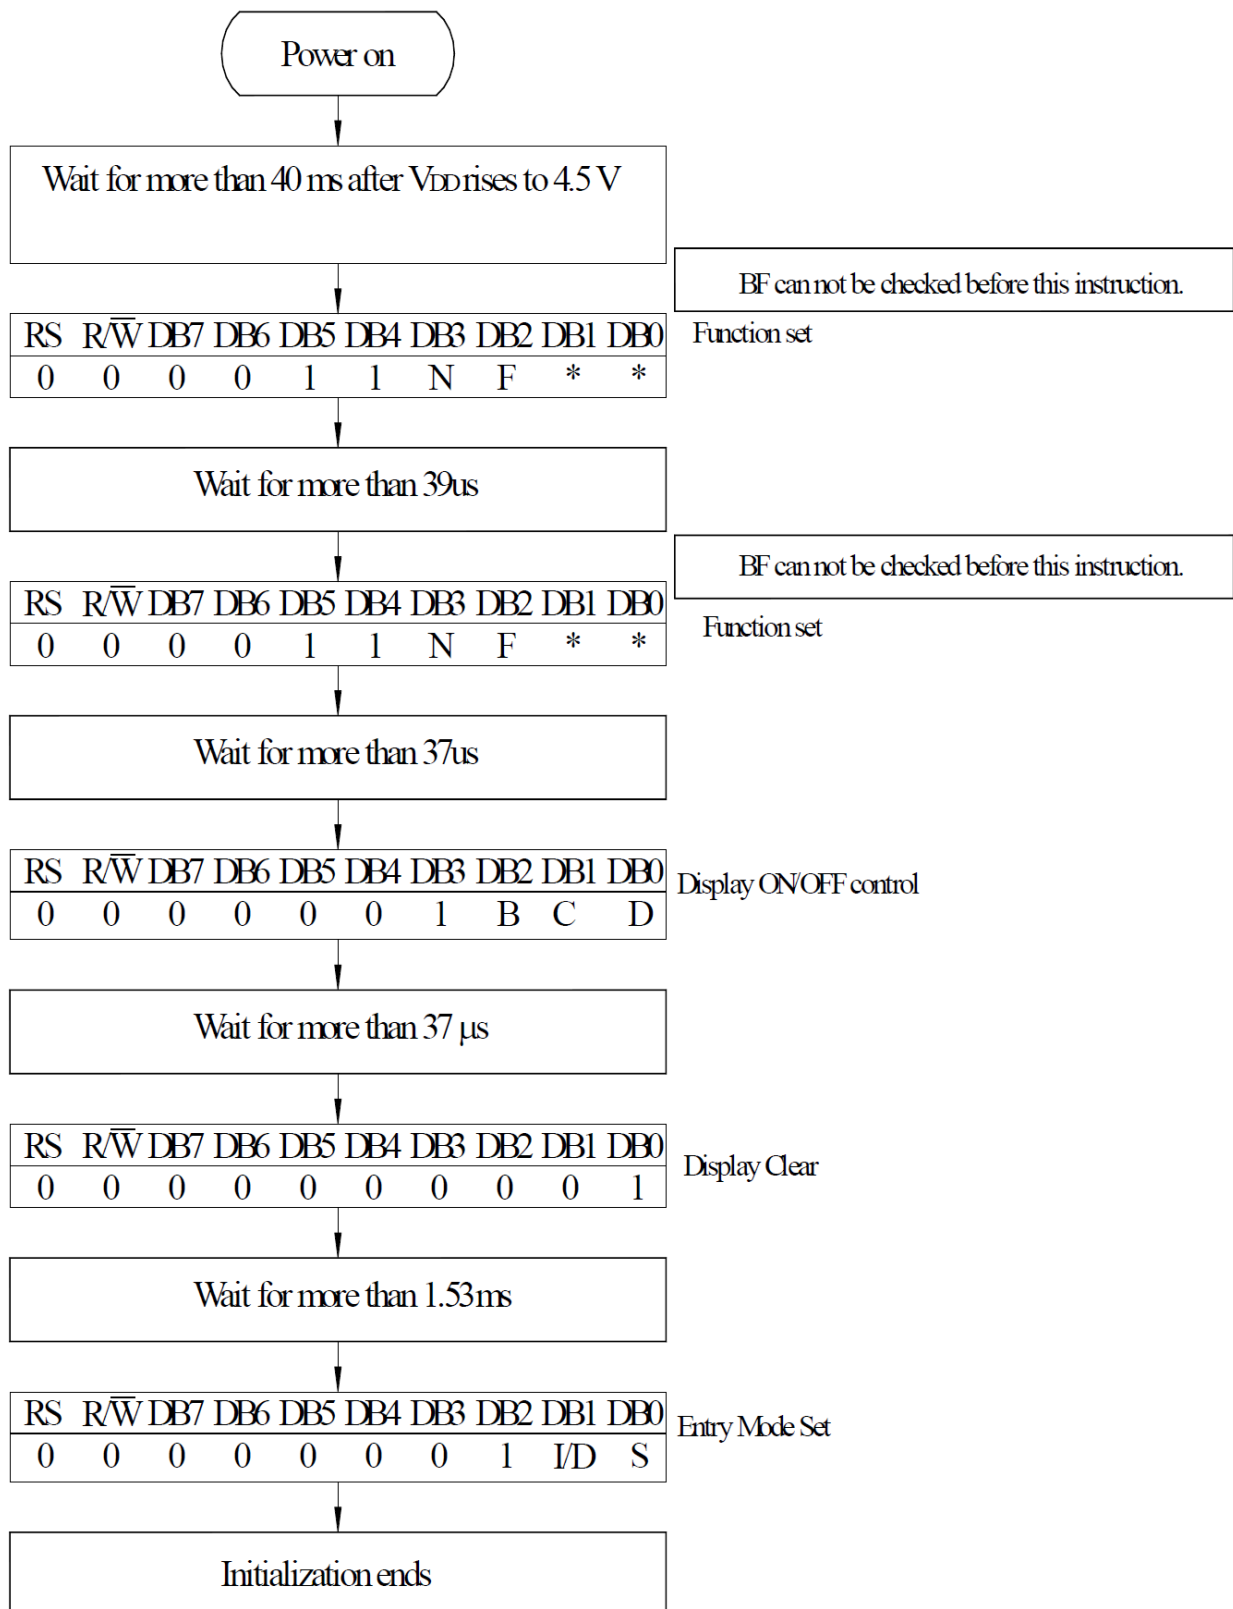 Power on
Wait for more than 40 ms after VDD rises to 4.5 V
BF can not be checked before this instruction.
RS R/W̅ DB7 DB6 DB5 DB4 DB3 DB2 DB1 DB0
Function set
0 0 0 0 1 1 N F * *
Wait for more than 39us
BF can not be checked before this instruction.
RS R/W̅ DB7 DB6 DB5 DB4 DB3 DB2 DB1 DB0
Function set
0 0 0 0 1 1 N F * *
Wait for more than 37us
RS R/W̅ DB7 DB6 DB5 DB4 DB3 DB2 DB1 DB0
Display ON/OFF control
0 0 0 0 0 0 1 B C D
Wait for more than 37 μs
RS R/W̅ DB7 DB6 DB5 DB4 DB3 DB2 DB1 DB0
Display Clear
0 0 0 0 0 0 0 0 0 1
Wait for more than 1.53ms
RS R/W̅ DB7 DB6 DB5 DB4 DB3 DB2 DB1 DB0
Entry Mode Set
0 0 0 0 0 0 0 1 I/D S
Initialization ends